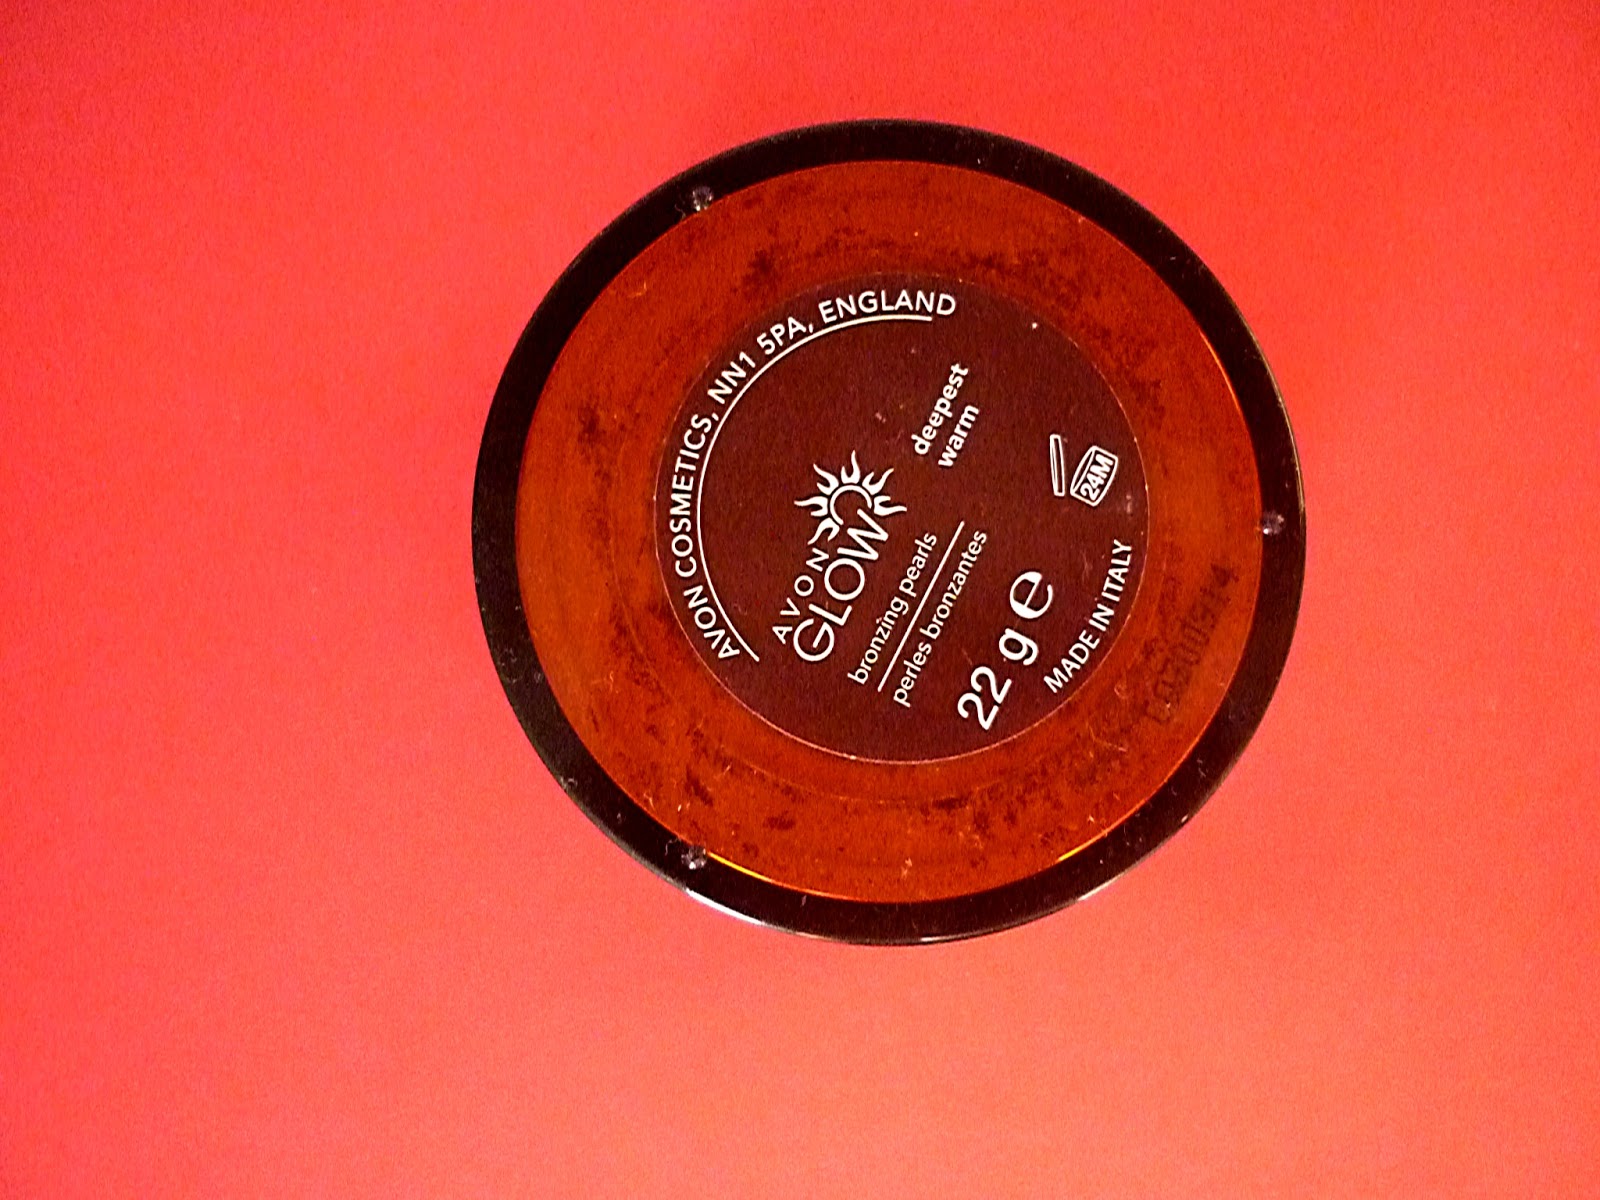 AVON COSMETICS, NN1 5PA, ENGLAND
AVON
GLOW
deepest
warm
bronzing pearls
perles bronzantes
22 g e
24M
MADE IN ITALY